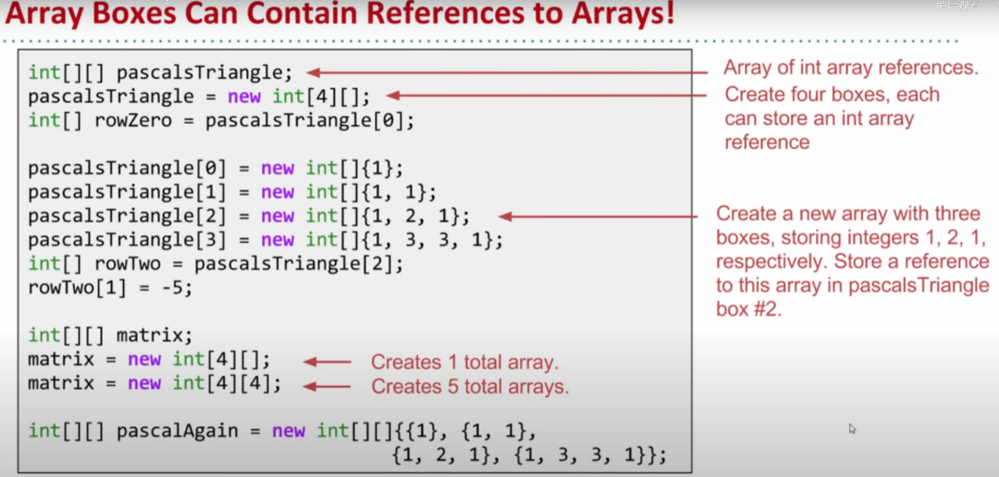 Array Boxes Can Contain References to Arrays!
稍后观看
int[][] pascalsTriangle;
Array of int array references.
pascalsTriangle = new int[4][];
Create four boxes, each
can store an int array
reference
int[] rowZero = pascalsTriangle[0];
pascalsTriangle[0] = new int[]{1};
pascalsTriangle[1] = new int[]{1, 1};
pascalsTriangle[2] = new int[]{1, 2, 1};
Create a new array with three
boxes, storing integers 1, 2, 1,
respectively. Store a reference
to this array in pascalsTriangle
box #2.
pascalsTriangle[3] = new int[]{1, 3, 3, 1};
int[] rowTwo = pascalsTriangle[2];
rowTwo[1] = -5;
int[][] matrix;
matrix = new int[4][];
Creates 1 total array.
matrix = new int[4][4];
Creates 5 total arrays.
int[][] pascalAgain = new int[][]{{1}, {1, 1},
{1, 2, 1}, {1, 3, 3, 1}};